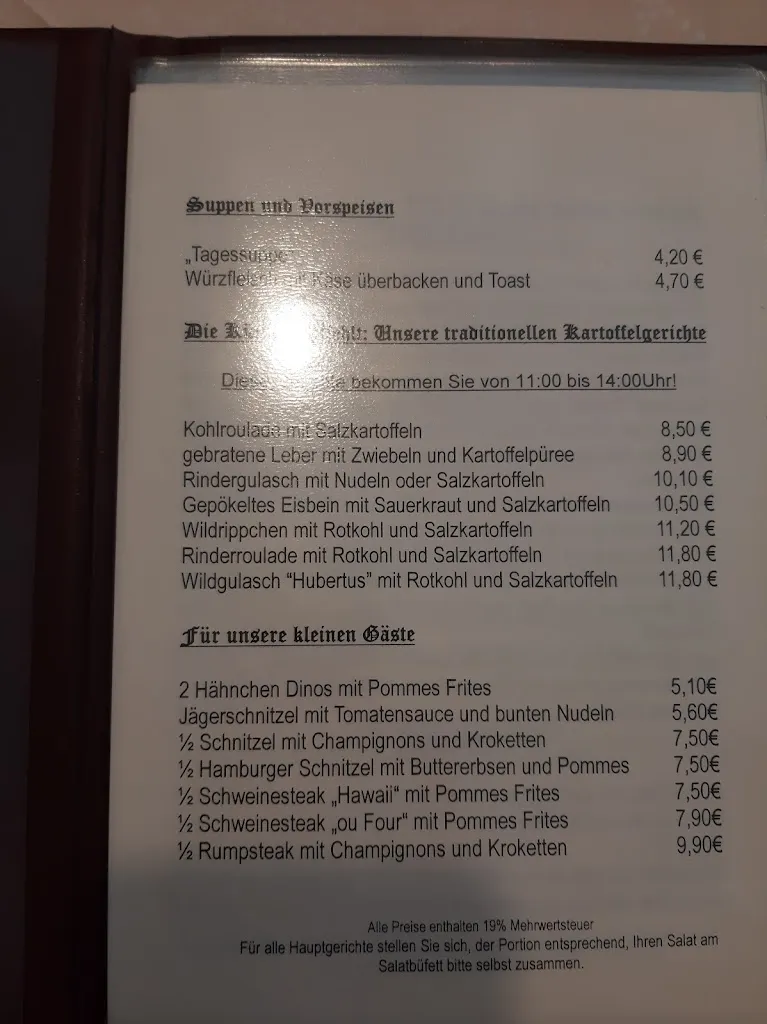 Suppen und Vorspeisen
„Tagessuppe 4,20 €
Würzfleisch mit Käse überbacken und Toast 4,70 €
Die Unsere traditionellen Kartoffelgerichte
bekommen Sie von 11:00 bis 14:00Uhr!
Kohlroulade mit Salzkartoffeln 8,50 €
gebratene Leber mit Zwiebeln und Kartoffelpüree 8,90 €
Rindergulasch mit Nudeln oder Salzkartoffeln 10,10 €
Gepökeltes Eisbein mit Sauerkraut und Salzkartoffeln 10,50 €
Wildrippchen mit Rotkohl und Salzkartoffeln 11,20 €
Rinderroulade mit Rotkohl und Salzkartoffeln 11,80 €
Wildgulasch “Hubertus” mit Rotkohl und Salzkartoffeln 11,80 €
Für unsere kleinen Gäste
2 Hähnchen Dinos mit Pommes Frites 5,10€
Jägerschnitzel mit Tomatensauce und bunten Nudeln 5,60€
½ Schnitzel mit Champignons und Kroketten 7,50€
½ Hamburger Schnitzel mit Buttererbsen und Pommes 7,50€
½ Schweinesteak „Hawaii“ mit Pommes Frites 7,50€
½ Schweinesteak „ou Four“ mit Pommes Frites 7,90€
½ Rumpsteak mit Champignons und Kroketten 9,90€
Alle Preise enthalten 19% Mehrwertsteuer
Für alle Hauptgerichte stellen Sie sich, der Portion entsprechend, Ihren Salat am
Salatbüfett bitte selbst zusammen.